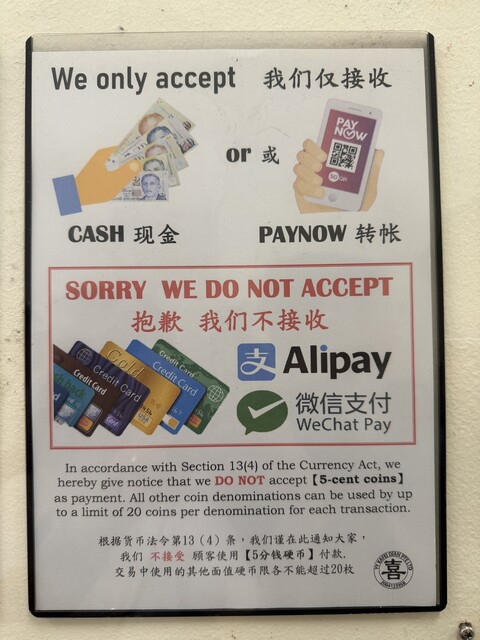 We only accept 我们仅接收
PAY
NOW
or 或
CASH 现金
PAYNOW 转帐
SORRY WE DO NOT ACCEPT
抱歉 我们不接收
Credit Card
Gold
Credit Card
Credit Card
Credit Card
支 Alipay
微信支付
WeChat Pay
In accordance with Section 13(4) of the Currency Act, we
hereby give notice that we DO NOT accept【5-cent coins】
as payment. All other coin denominations can be used by up
to a limit of 20 coins per denomination for each transaction.
根据货币法令第13（4）条，我们谨在此通知大家，
我们 不接受 顾客使用【5分钱硬币】付款.
交易中使用的其他面值硬币限各不能超过20枚
喜